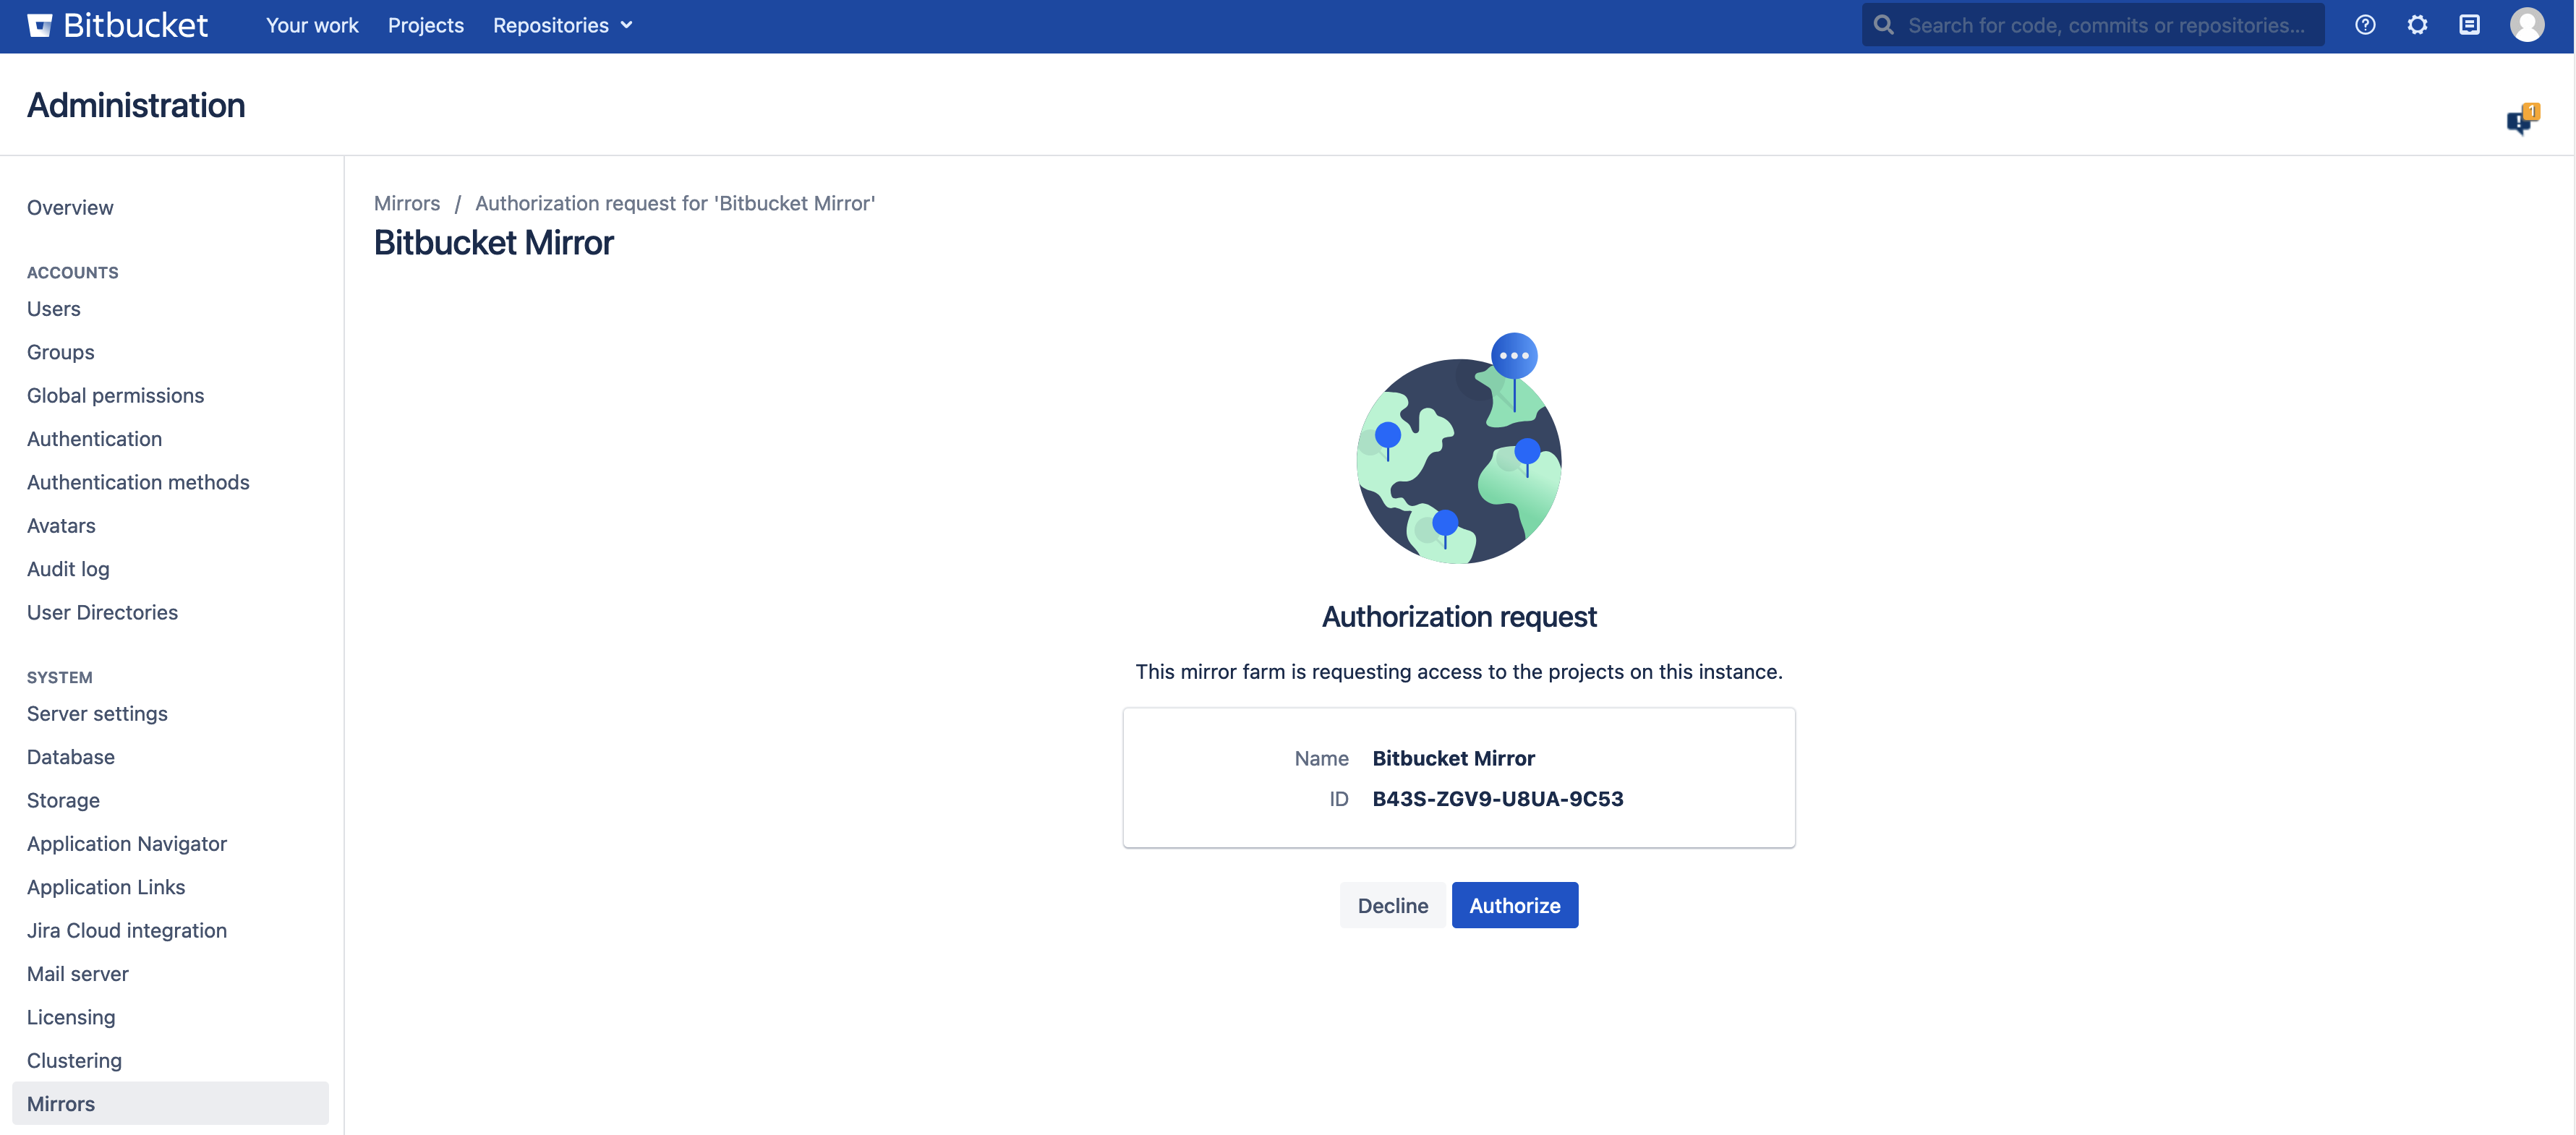 Bitbucket
Your work
Projects
Repositories
Search for code, commits or repositories...
Administration
1
Overview
ACCOUNTS
Users
Groups
Global permissions
Authentication
Authentication methods
Avatars
Audit log
User Directories
SYSTEM
Server settings
Database
Storage
Application Navigator
Application Links
Jira Cloud integration
Mail server
Licensing
Clustering
Mirrors
Mirrors / Authorization request for 'Bitbucket Mirror'
Bitbucket Mirror
Authorization request
This mirror farm is requesting access to the projects on this instance.
Name Bitbucket Mirror
ID B43S-ZGV9-U8UA-9C53
Decline
Authorize